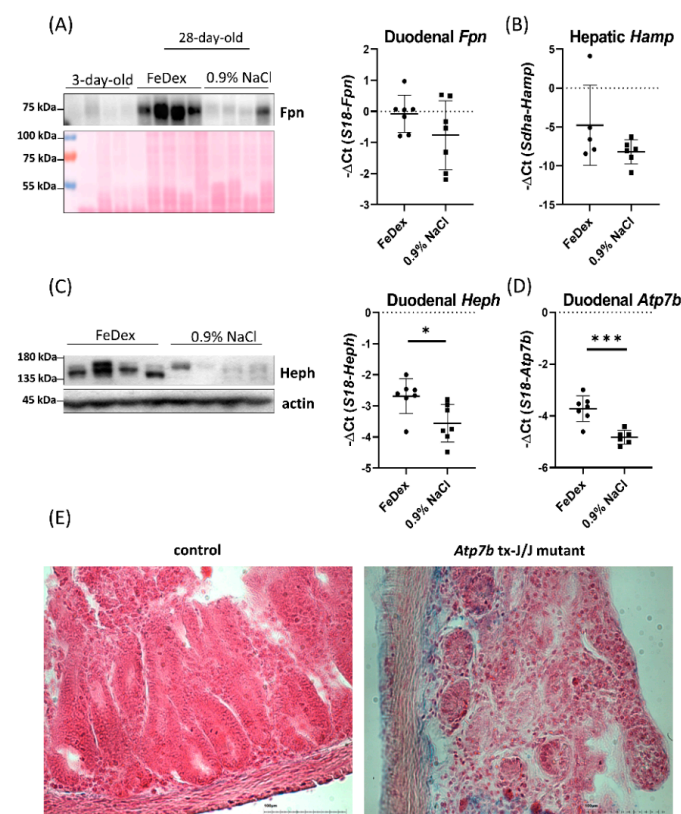 (A)
28-day-old
3-day-old FeDex 0.9% NaCl
75 kDa Fpn
100 kDa
75 kDa
55 kDa
Duodenal Fpn
-ΔCt (S18-Fpn)
2
1
0
-1
-2
-3
FeDex
0.9% NaCl
(B)
Hepatic Hamp
-ΔCt (Sdha-Hamp)
5
0
-5
-10
-15
FeDex
0.9% NaCl
(C)
FeDex 0.9% NaCl
180 kDa
135 kDa
Heph
45 kDa actin
Duodenal Heph
-ΔCt (S18-Heph)
0
-1
-2
-3
-4
-5
*
FeDex
0.9% NaCl
(D)
Duodenal Atp7b
-ΔCt (S18-Atp7b)
0
-2
-4
-6
***
FeDex
0.9% NaCl
(E)
control
Atp7b tx-J/J mutant